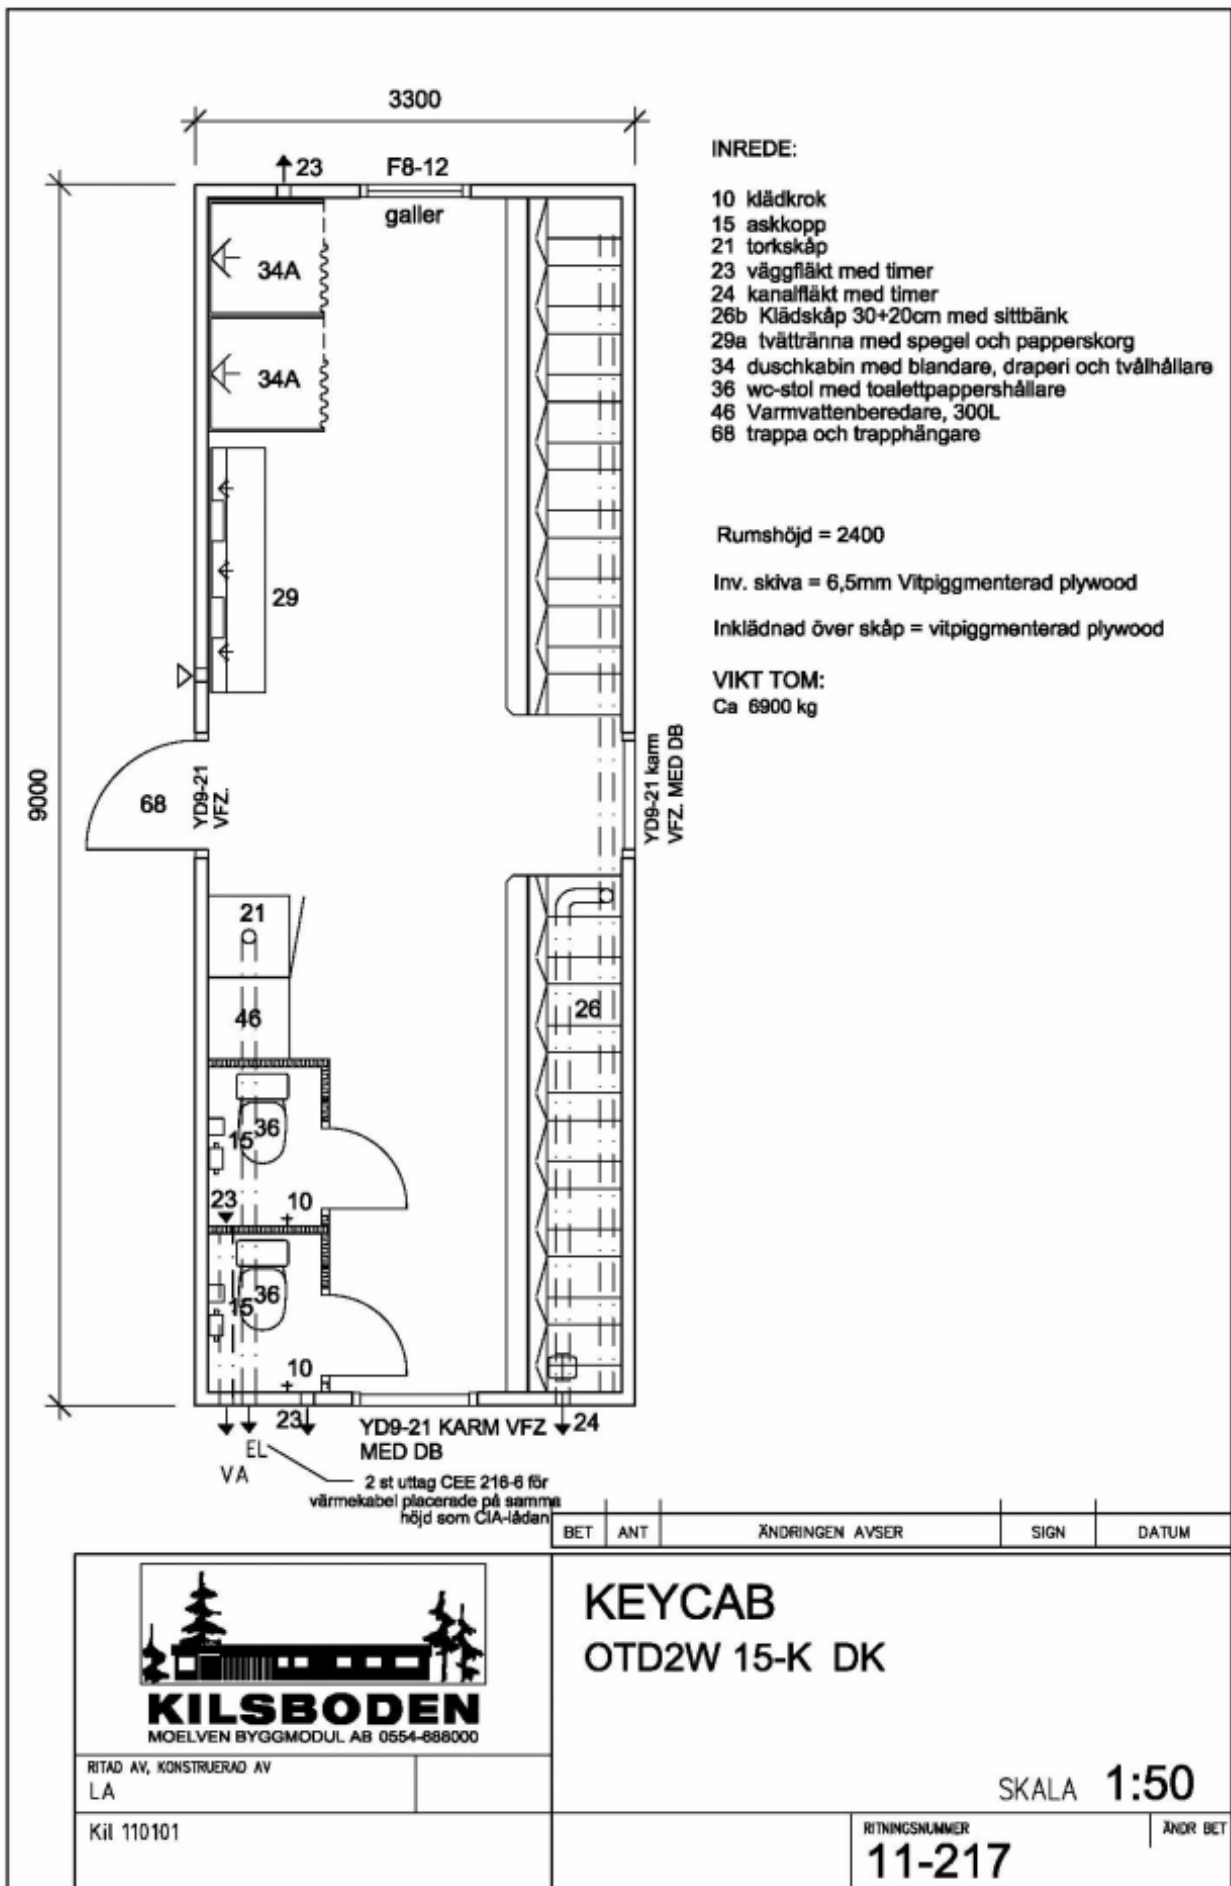 3300
23
F8-12
galler
34A
34A
29
9000
68
YD9-21
VFZ.
YD9-21 karm
VFZ. MED DB
21
46
26
36
15
23
10
36
15
10
23
YD9-21 KARM VFZ
MED DB
24
EL
VA
2 st uttag CEE 216-6 för
värmekabel placerade på samma
höjd som CIA-lådan
INREDE:
10 klädkrok
15 askkopp
21 torkskåp
23 väggfläkt med timer
24 kanalfläkt med timer
26b Klädskåp 30+20cm med sittbänk
29a tvättränna med spegel och papperskorg
34 duschkabin med blandare, draperi och tvålhållare
36 wc-stol med toalettpappershållare
46 Varmvattenberedare, 300L
68 trappa och trapphängare
Rumshöjd = 2400
Inv. skiva = 6,5mm Vitpiggmenterad plywood
Inklädnad över skåp = vitpiggmenterad plywood
VIKT TOM:
Ca 6900 kg
BET ANT ÄNDRINGEN AVSER SIGN DATUM
KILSBODEN
MOELVEN BYGGMODUL AB 0554-688000
RITAD AV, KONSTRUERAD AV
LA
Kil 110101
KEYCAB
OTD2W 15-K DK
SKALA 1:50
RITNINGSNUMMER
11-217
ÄNDR BET